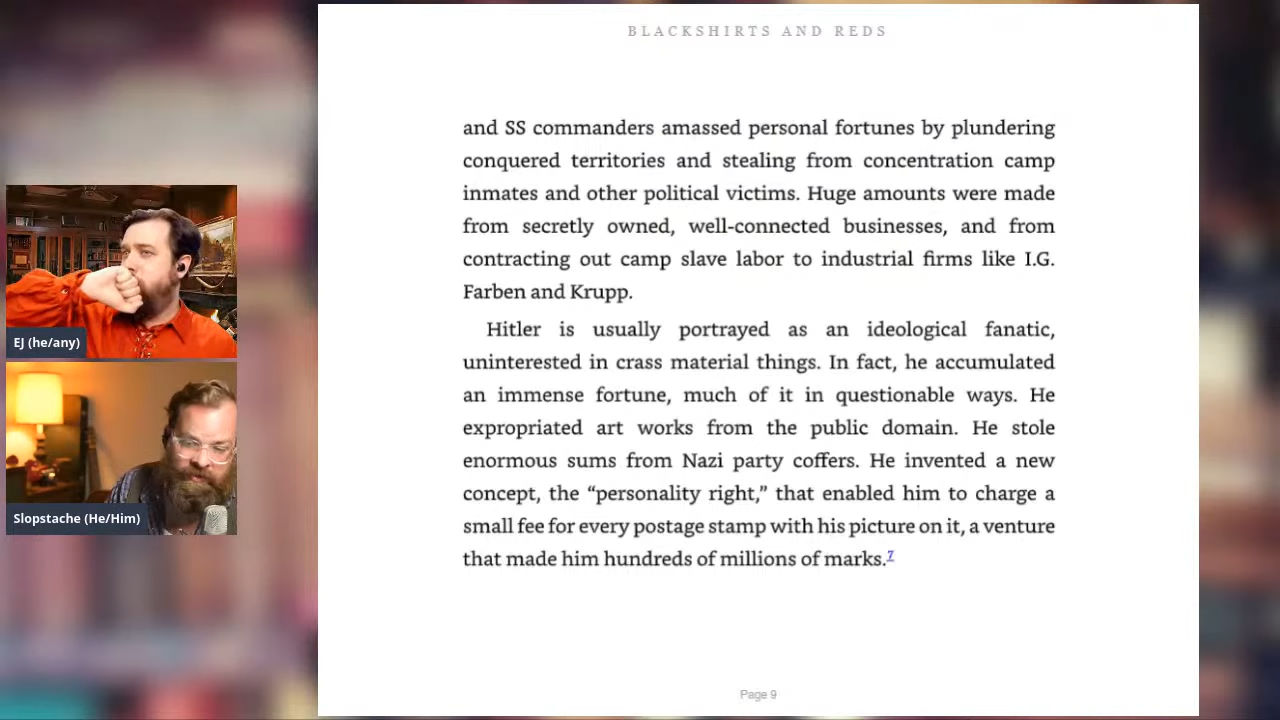 BLACKSHIRTS AND REDS
and SS commanders amassed personal fortunes by plundering
conquered territories and stealing from concentration camp
inmates and other political victims. Huge amounts were made
from secretly owned, well-connected businesses, and from
contracting out camp slave labor to industrial firms like I.G.
Farben and Krupp.
Hitler is usually portrayed as an ideological fanatic,
uninterested in crass material things. In fact, he accumulated
an immense fortune, much of it in questionable ways. He
expropriated art works from the public domain. He stole
enormous sums from Nazi party coffers. He invented a new
concept, the “personality right,” that enabled him to charge a
small fee for every postage stamp with his picture on it, a venture
that made him hundreds of millions of marks.7
Page 9
EJ (he/any)
Slopstache (He/Him)